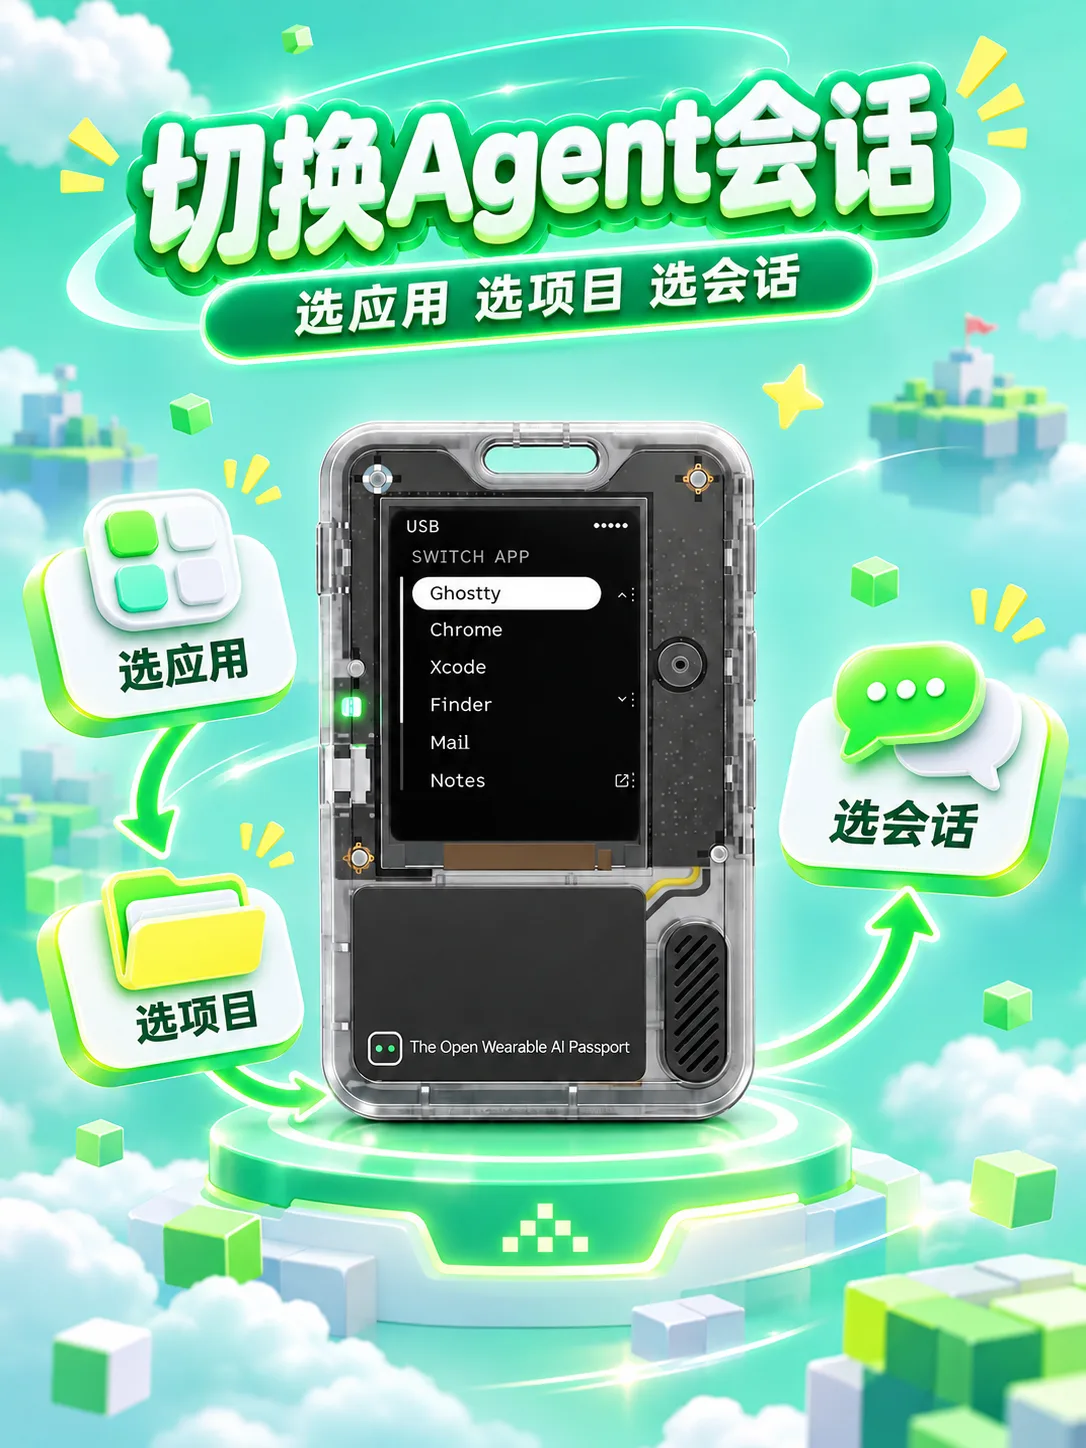 切换Agent会话
选应用 选项目 选会话
选应用
选项目
选会话
USB
SWITCH APP
Ghostty
Chrome
Xcode
Finder
Mail
Notes
The Open Wearable AI Passport